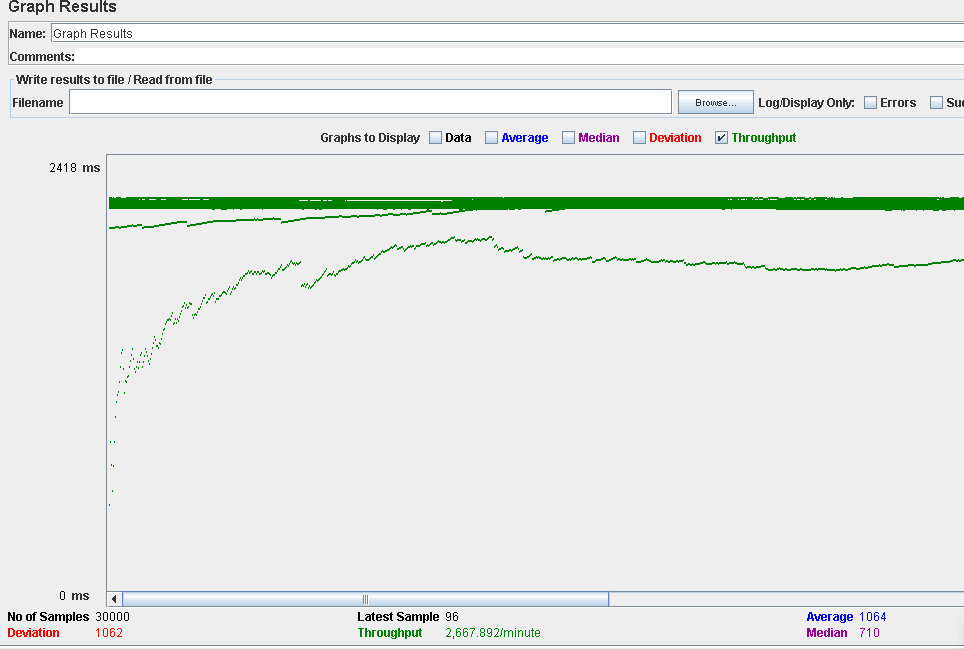 Graph Results
Name: Graph Results
Comments:
Write results to file / Read from file
Filename Browse... Log/Display Only: Errors Suc
Graphs to Display Data Average Median Deviation Throughput
2418 ms
0 ms
No of Samples 30000 Latest Sample 96 Average 1064
Deviation 1062 Throughput 2,667.892/minute Median 710